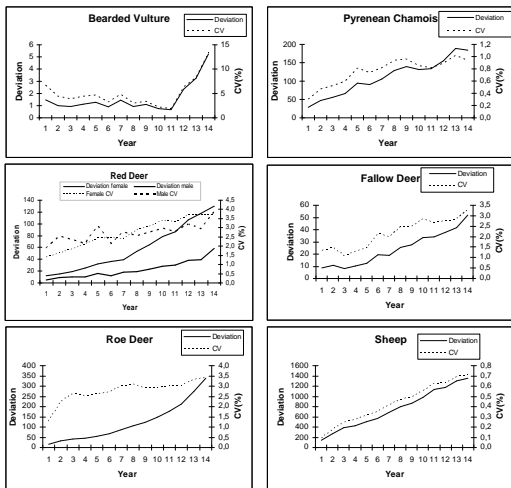 Bearded Vulture
Deviation
CV
6
5
4
3
2
1
0
15
10
5
0
Deviation
CV(%)
1 2 3 4 5 6 7 8 9 10 11 12 13 14
Year
Pyrenean Chamois
Deviation
CV
200
150
100
50
0
1,2
1,0
0,8
0,6
0,4
0,2
0,0
Deviation
CV(%)
1 2 3 4 5 6 7 8 9 10 11 12 13 14
Year
Red Deer
Deviation female Deviation male
Female CV Male CV
140
120
100
80
60
40
20
0
4,5
4,0
3,5
3,0
2,5
2,0
1,5
1,0
0,5
0,0
Deviation
CV(%)
1 2 3 4 5 6 7 8 9 10 11 12 13 14
Year
Fallow Deer
Deviation
CV
60
50
40
30
20
10
0
3,5
3,0
2,5
2,0
1,5
1,0
0,5
0,0
Deviation
CV(%)
1 2 3 4 5 6 7 8 9 10 11 12 13 14
Year
Roe Deer
Deviation
CV
400
350
300
250
200
150
100
50
0
4,0
3,5
3,0
2,5
2,0
1,5
1,0
0,5
0,0
Deviation
CV(%)
1 2 3 4 5 6 7 8 9 10 11 12 13 14
Year
Sheep
Deviation
CV
1600
1400
1200
1000
800
600
400
200
0
0,8
0,7
0,6
0,5
0,4
0,3
0,2
0,1
0,0
Deviation
CV(%)
1 2 3 4 5 6 7 8 9 10 11 12 13 14
Year